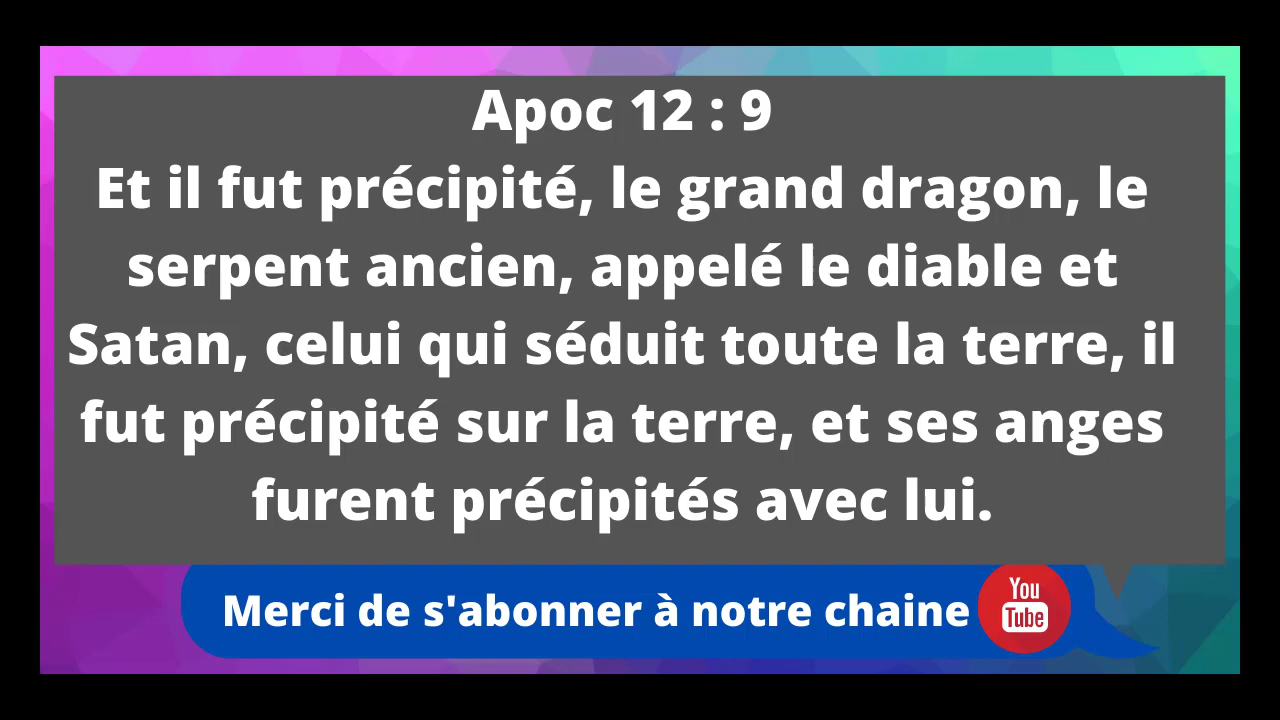 Apoc 12 : 9
Et il fut précipité, le grand dragon, le
serpent ancien, appelé le diable et
Satan, celui qui séduit toute la terre, il
fut précipité sur la terre, et ses anges
furent précipités avec lui.
Merci de s'abonner à notre chaine
You
Tube